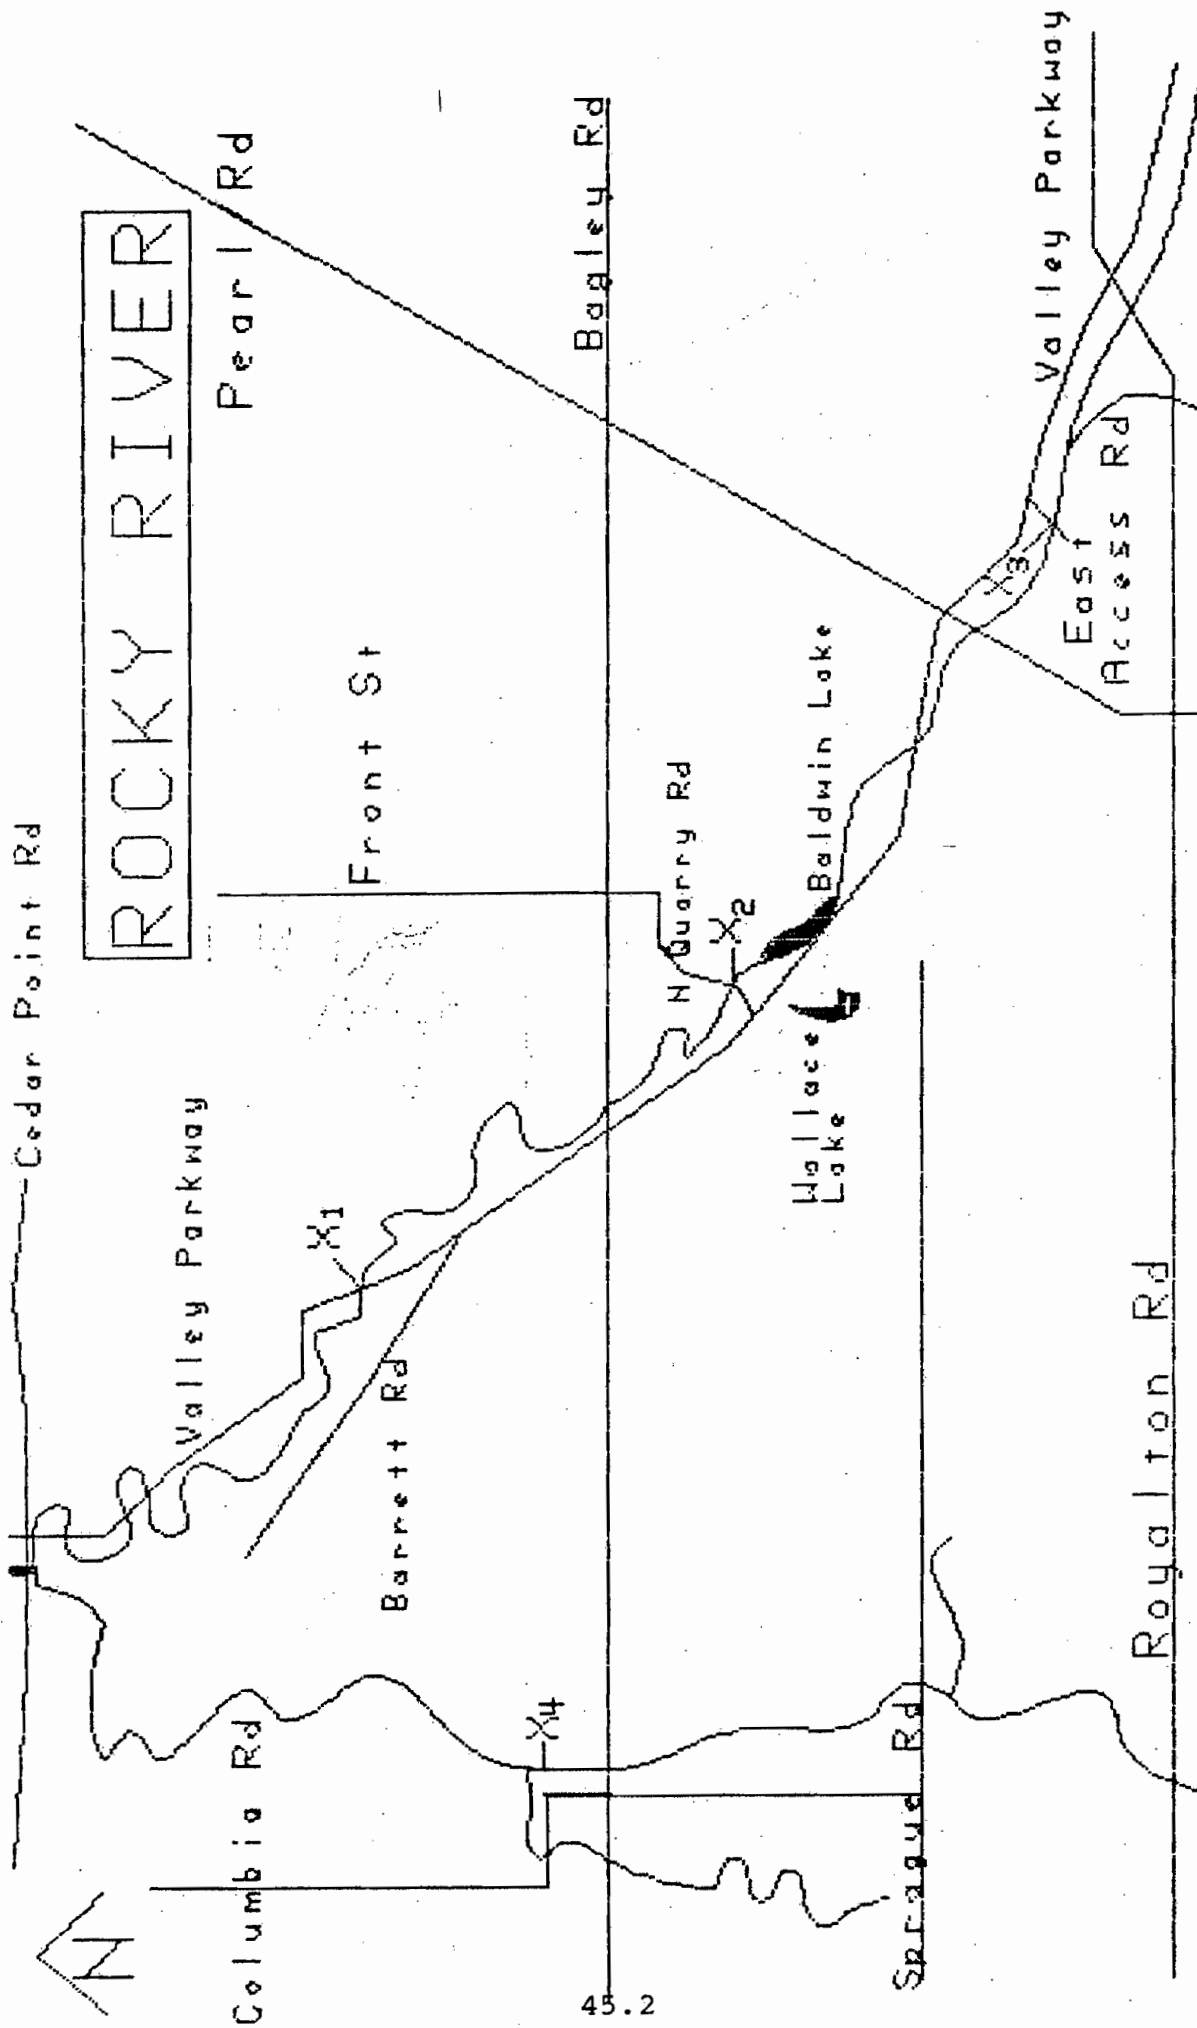 Cedar Point Rd
ROCKY RIVER
Pearl Rd
Valley Parkway
Front St
Bagley Rd
N Quarry Rd
X1
X2
Baldwin Lake
Wallace
Lake
X3
East
Access Rd
Valley Parkway
Barrett Rd
N
Columbia Rd
X4
Sprague Rd
Royalton Rd
45.2